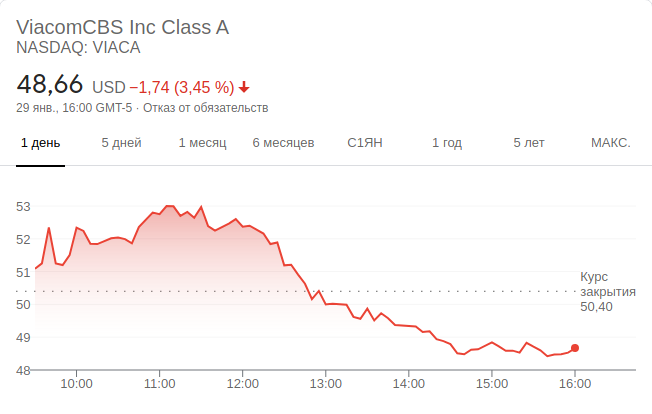 ViacomCBS Inc Class A
NASDAQ: VIACA
48,66 USD −1,74 (3,45 %)
29 янв., 16:00 GMT-5 · Отказ от обязательств
1 день 5 дней 1 месяц 6 месяцев С1ЯН 1 год 5 лет МАКС.
53
52
51
50
49
48
Курс
закрытия
50,40
10:00 11:00 12:00 13:00 14:00 15:00 16:00